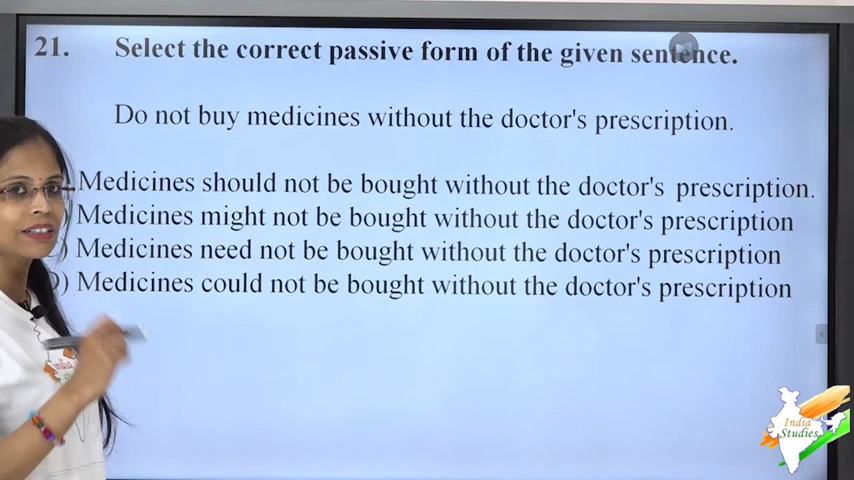 21. Select the correct passive form of the given sentence.
Do not buy medicines without the doctor's prescription.
Medicines should not be bought without the doctor's prescription.
Medicines might not be bought without the doctor's prescription
) Medicines need not be bought without the doctor's prescription
D) Medicines could not be bought without the doctor's prescription
India
Studies